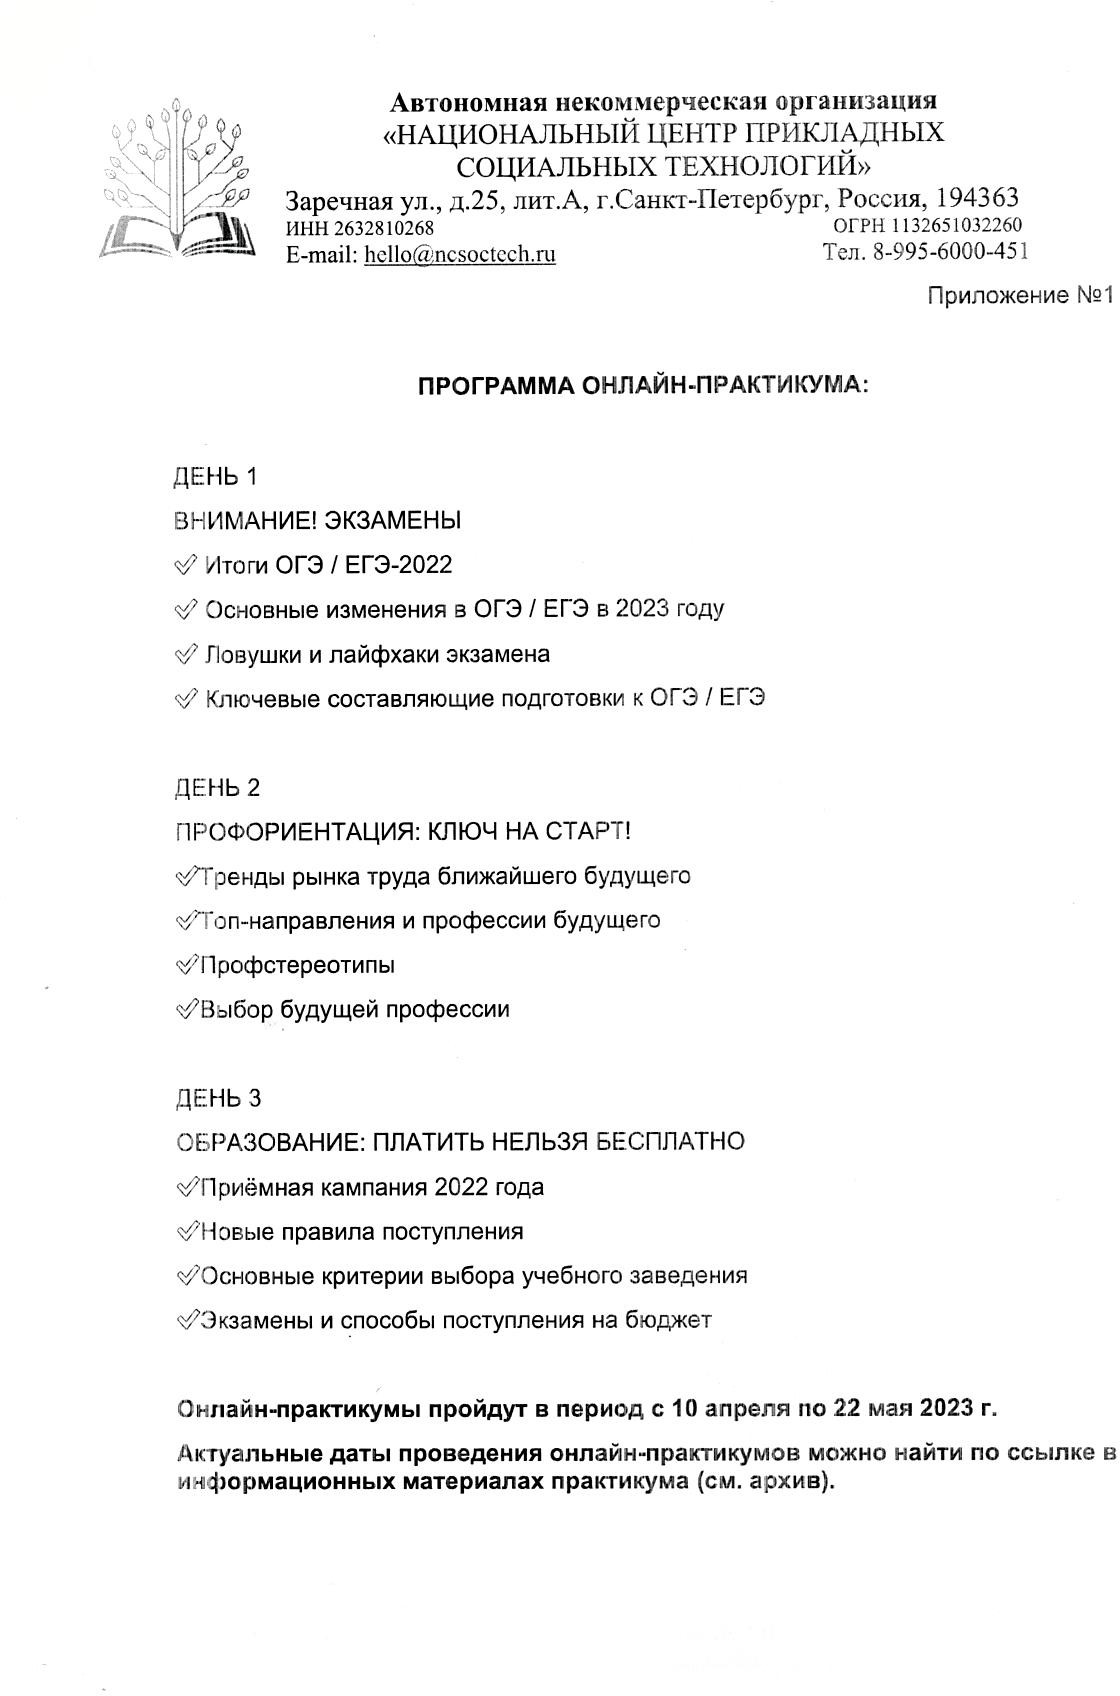 Автономная некоммерческая организация
«НАЦИОНАЛЬНЫЙ ЦЕНТР ПРИКЛАДНЫХ
СОЦИАЛЬНЫХ ТЕХНОЛОГИЙ»
Заречная ул., д.25, лит.А, г.Санкт-Петербург, Россия, 194363
ИНН 2632810268 ОГРН 1132651032260
E-mail: hello@ncsoctech.ru Тел. 8-995-6000-451
Приложение №1
ПРОГРАММА ОНЛАЙН-ПРАКТИКУМА:
ДЕНЬ 1
ВНИМАНИЕ! ЭКЗАМЕНЫ
✅ Итоги ОГЭ / ЕГЭ-2022
✅ Основные изменения в ОГЭ / ЕГЭ в 2023 году
✅ Ловушки и лайфхаки экзамена
✅ Ключевые составляющие подготовки к ОГЭ / ЕГЭ
ДЕНЬ 2
ПРОФОРИЕНТАЦИЯ: КЛЮЧ НА СТАРТ!
✅Тренды рынка труда ближайшего будущего
✅Топ-направления и профессии будущего
✅Профстереотипы
✅Выбор будущей профессии
ДЕНЬ 3
ОБРАЗОВАНИЕ: ПЛАТИТЬ НЕЛЬЗЯ БЕСПЛАТНО
✅Приёмная кампания 2022 года
✅Новые правила поступления
✅Основные критерии выбора учебного заведения
✅Экзамены и способы поступления на бюджет
Онлайн-практикумы пройдут в период с 10 апреля по 22 мая 2023 г.
Актуальные даты проведения онлайн-практикумов можно найти по ссылке в
информационных материалах практикума (см. архив).